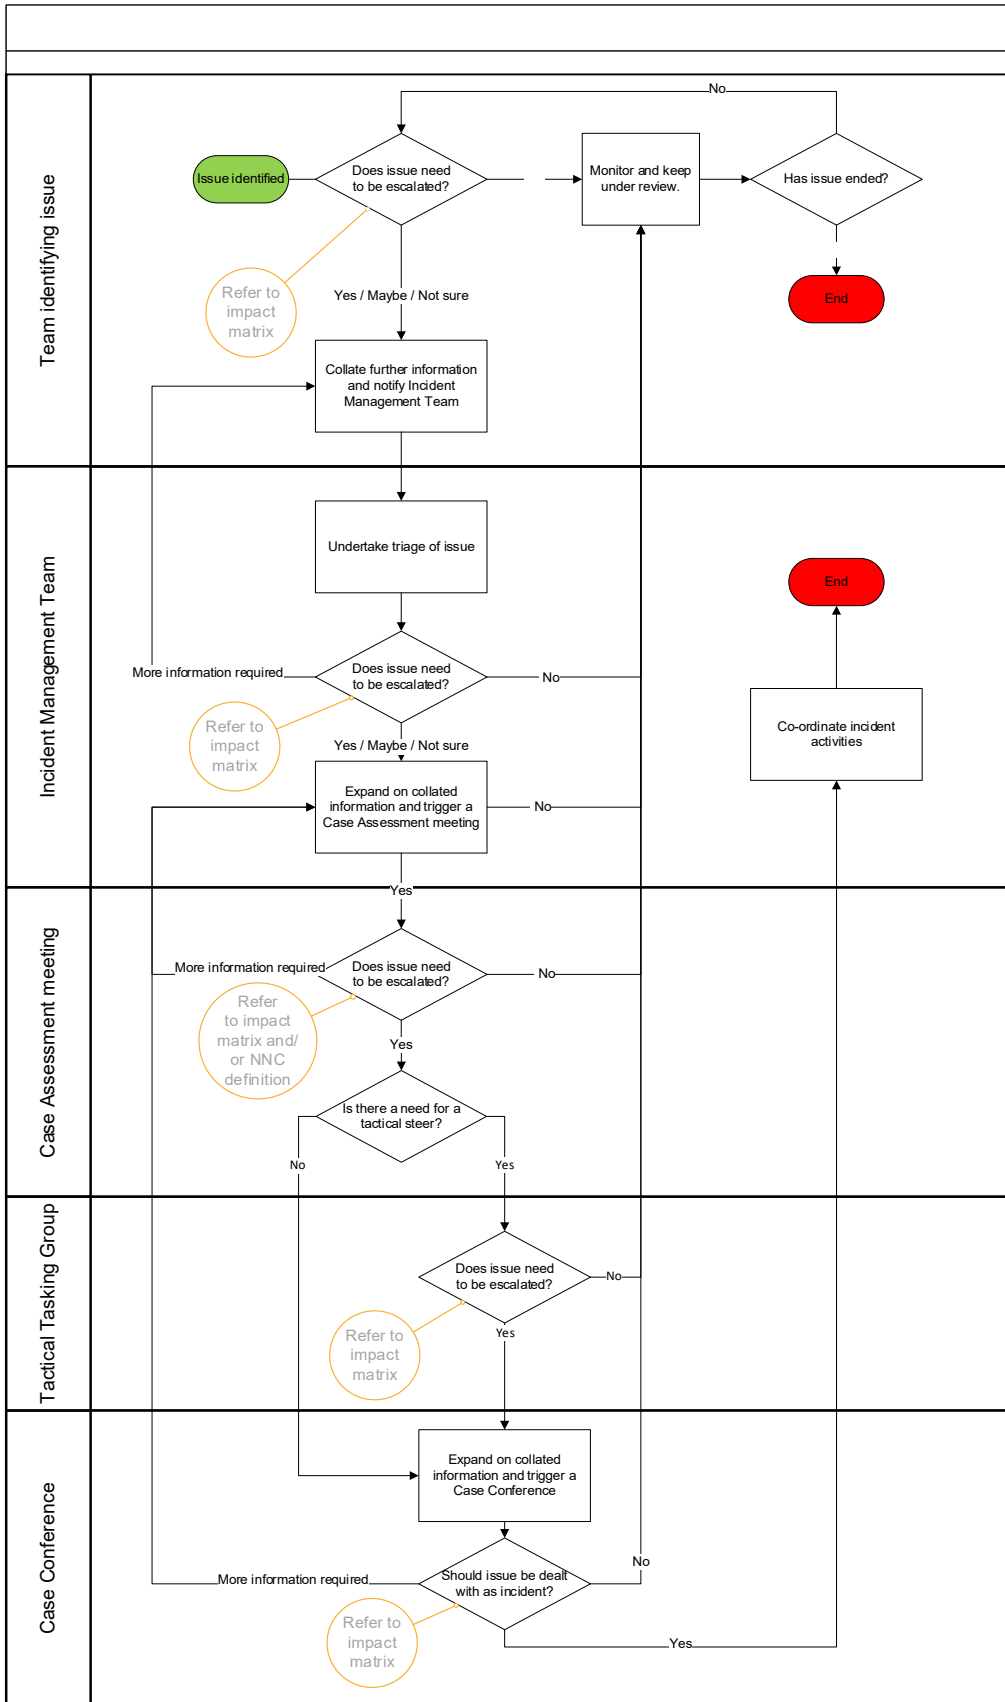 Team identifying issue
No
Issue identified
Does issue need
to be escalated?
Monitor and keep
under review.
Has issue ended?
Refer to
impact
matrix
Yes / Maybe / Not sure
End
Collate further information
and notify Incident
Management Team
Incident Management Team
Undertake triage of issue
End
More information required
Does issue need
to be escalated?
No
Refer to
impact
matrix
Yes / Maybe / Not sure
Co-ordinate incident
activities
Expand on collated
information and trigger a
Case Assessment meeting
No
Yes
Case Assessment meeting
More information required
Does issue need
to be escalated?
No
Refer
to impact
matrix and/
or NNC
definition
Yes
Is there a need for a
tactical steer?
No
Yes
Tactical Tasking Group
Does issue need
to be escalated?
No
Refer to
impact
matrix
Yes
Case Conference
Expand on collated
information and trigger a
Case Conference
No
More information required
Should issue be dealt
with as incident?
Refer to
impact
matrix
Yes